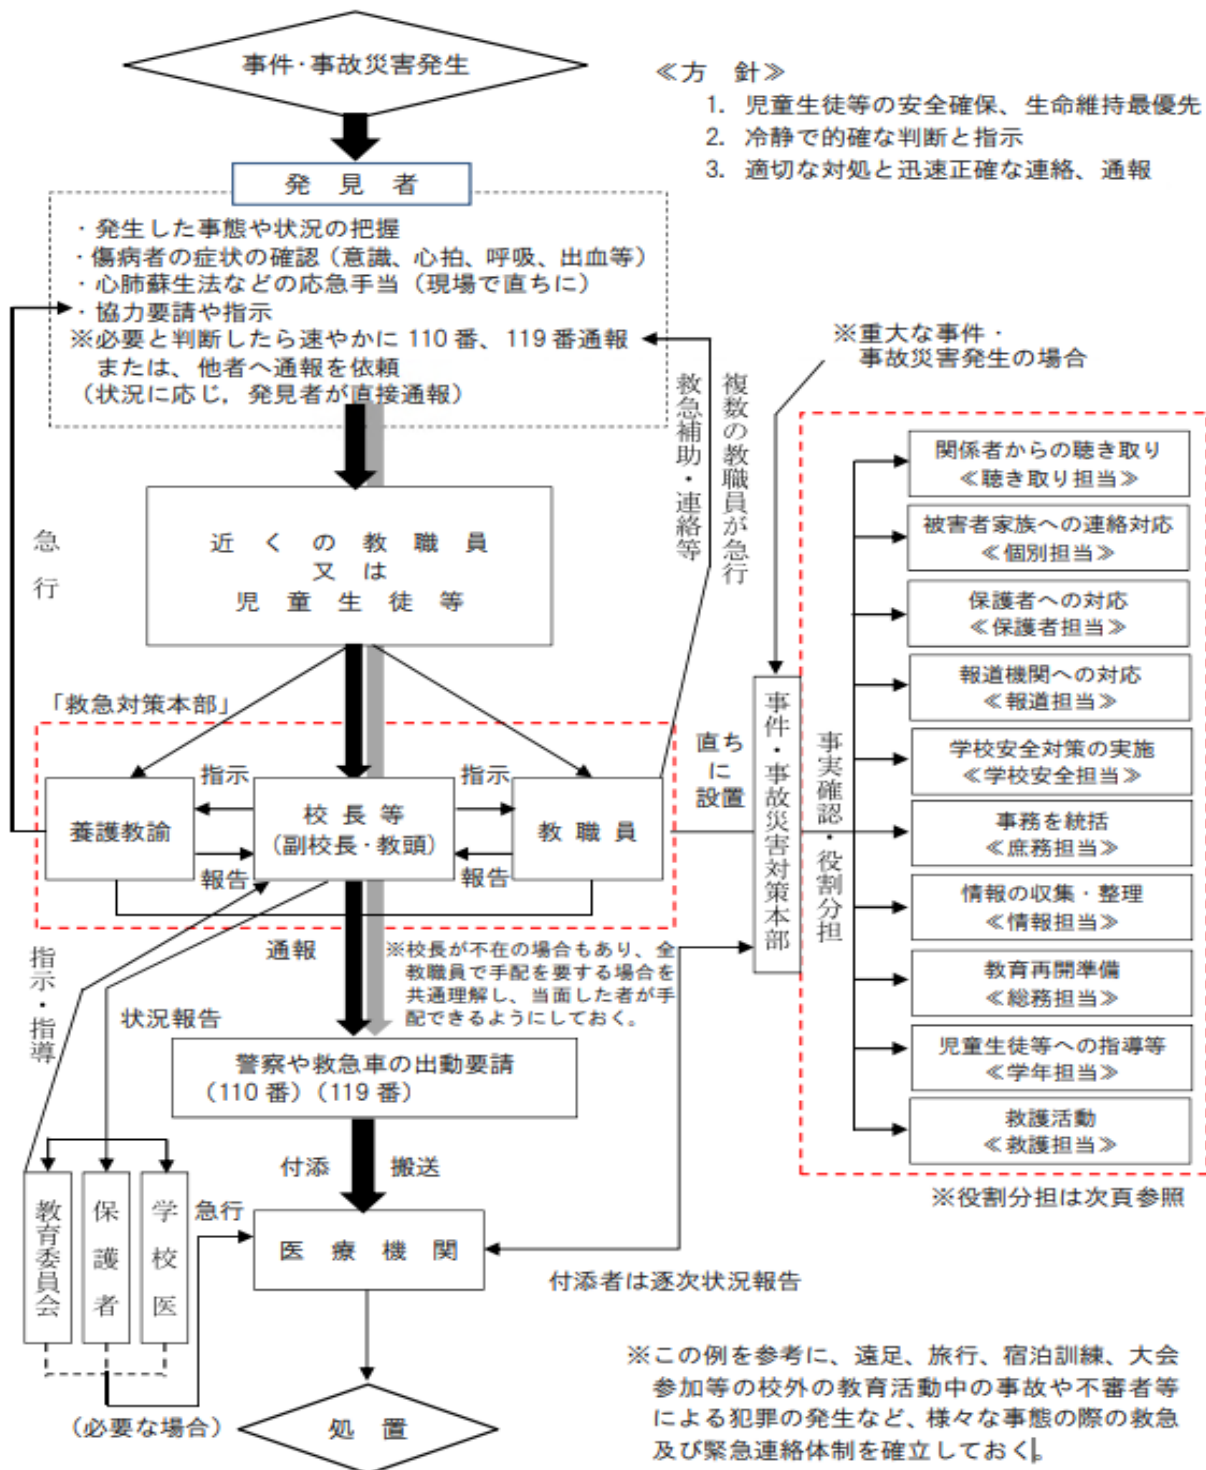 事件・事故災害発生
≪方　針≫
1. 児童生徒等の安全確保、生命維持最優先
2. 冷静で的確な判断と指示
3. 適切な対処と迅速正確な連絡、通報
発　見　者
・発生した事態や状況の把握
・傷病者の症状の確認（意識、心拍、呼吸、出血等）
・心肺蘇生法などの応急手当（現場で直ちに）
・協力要請や指示
※必要と判断したら速やかに 110 番、119 番通報
または、他者へ通報を依頼
（状況に応じ，発見者が直接通報）
急行
近くの教職員
又は
児童生徒等
複数の教職員が急行
救急補助・連絡等
「救急対策本部」
養護教諭
指示
報告
校長等
（副校長・教頭）
指示
報告
教職員
直ち
に
設置
※重大な事件・
事故災害発生の場合
事件・事故災害対策本部
事実確認・役割分担
関係者からの聴き取り
≪聴き取り担当≫
被害者家族への連絡対応
≪個別担当≫
保護者への対応
≪保護者担当≫
報道機関への対応
≪報道担当≫
学校安全対策の実施
≪学校安全担当≫
事務を統括
≪庶務担当≫
情報の収集・整理
≪情報担当≫
教育再開準備
≪総務担当≫
児童生徒等への指導等
≪学年担当≫
救護活動
≪救護担当≫
※役割分担は次頁参照
指示・指導
状況報告
通報
※校長が不在の場合もあり、全
教職員で手配を要する場合を
共通理解し、当面した者が手
配できるようにしておく。
警察や救急車の出動要請
（110 番）（119 番）
付添
搬送
教育委員会
保護者
学校医
急行
（必要な場合）
医療機関
付添者は逐次状況報告
処置
※この例を参考に、遠足、旅行、宿泊訓練、大会
参加等の校外の教育活動中の事故や不審者等
による犯罪の発生など、様々な事態の際の救急
及び緊急連絡体制を確立しておく。